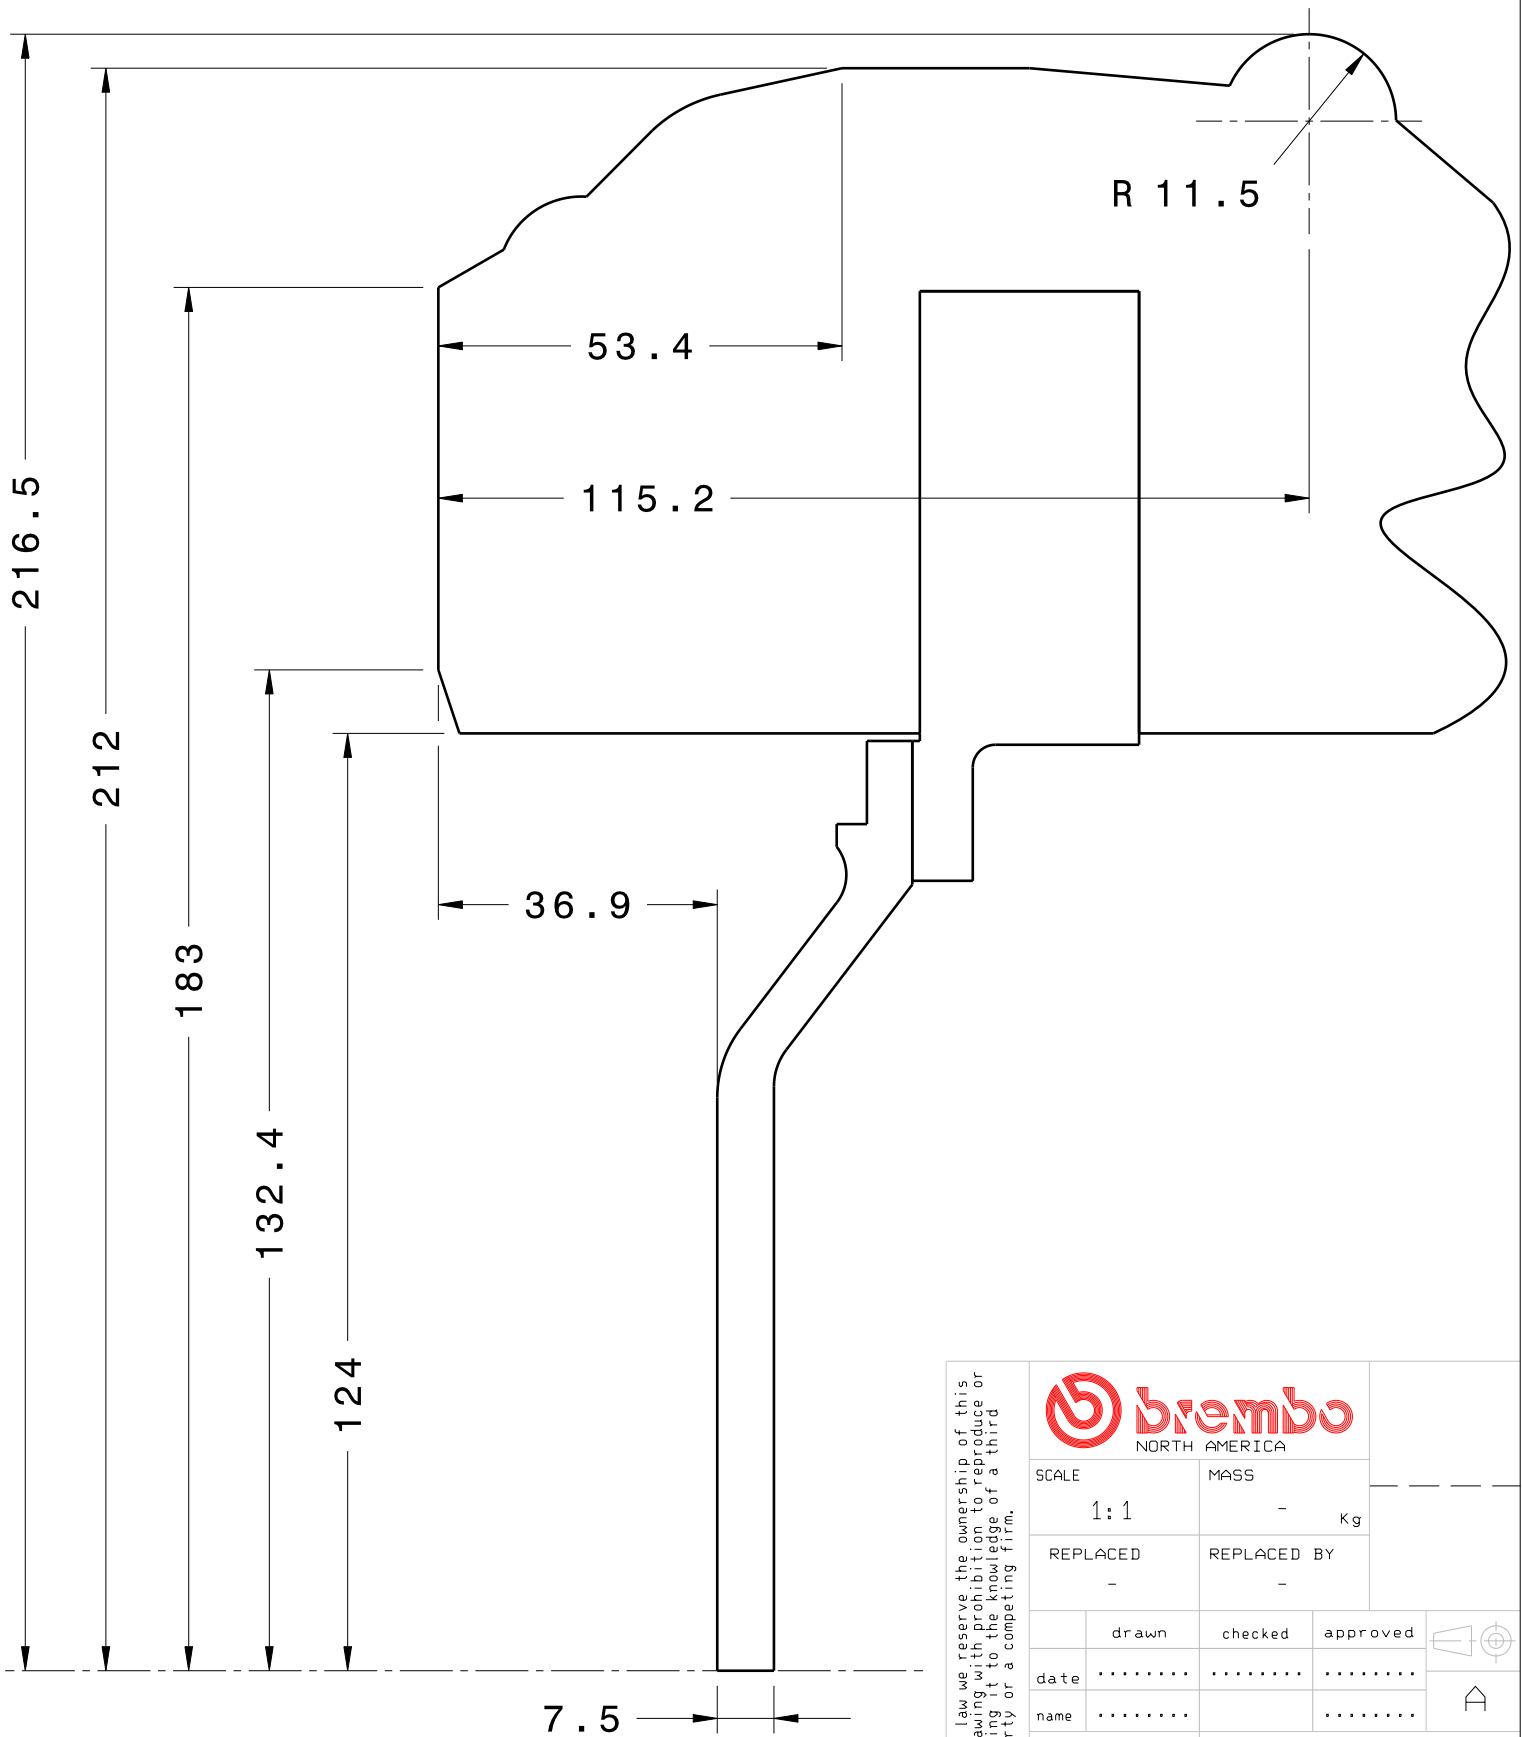 R 11.5
53.4
115.2
216.5
212
36.9
183
132.4
124
7.5
law we reserve the ownership of this
awing with prohibition to reproduce or
ing it to the knowledge of a third
rty or a competing firm.
brembo
NORTH AMERICA
SCALE MASS
1:1 - Kg
REPLACED REPLACED BY
- -
drawn checked approved
date ........ ........ ........
name ........ ........
A